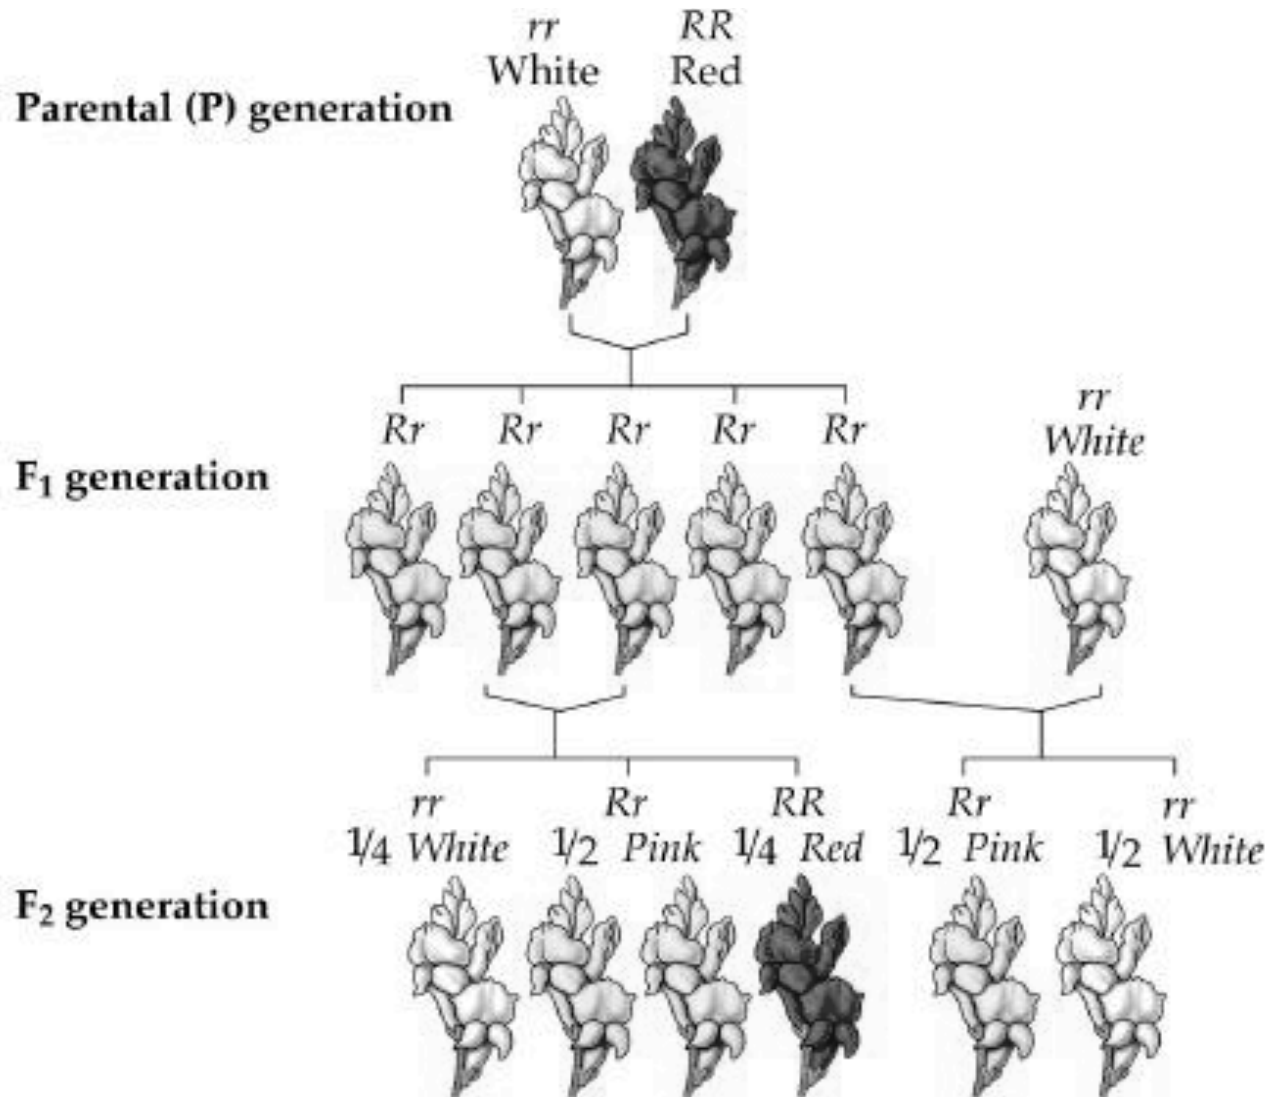 rr RR
White Red
Parental (P) generation
rr
White
Rr Rr Rr Rr Rr
F₁ generation
rr Rr RR Rr rr
1/4 White 1/2 Pink 1/4 Red 1/2 Pink 1/2 White
F₂ generation